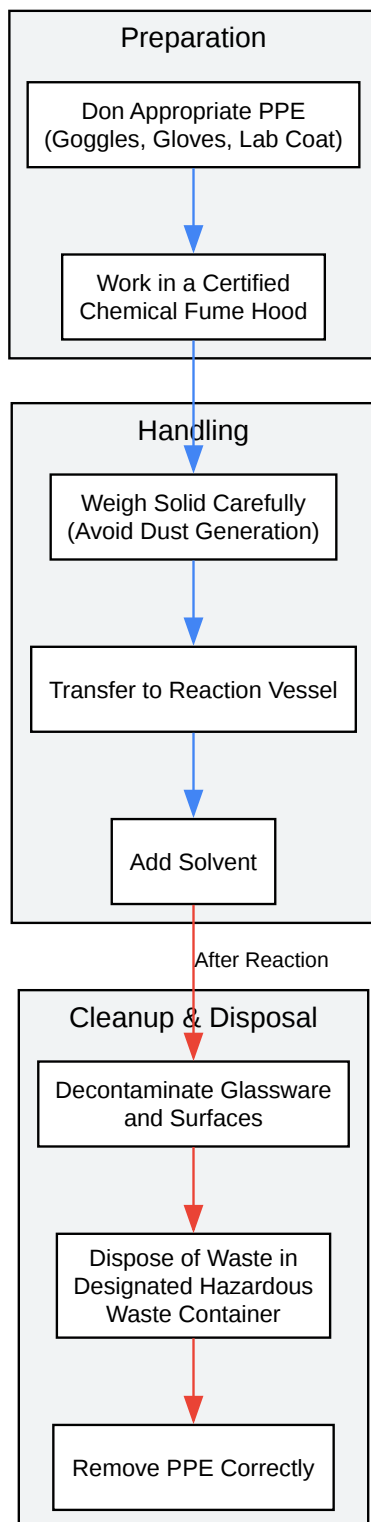 Preparation
Don Appropriate PPE
(Goggles, Gloves, Lab Coat)
Work in a Certified
Chemical Fume Hood
Handling
Weigh Solid Carefully
(Avoid Dust Generation)
Transfer to Reaction Vessel
Add Solvent
After Reaction
Cleanup & Disposal
Decontaminate Glassware
and Surfaces
Dispose of Waste in
Designated Hazardous
Waste Container
Remove PPE Correctly